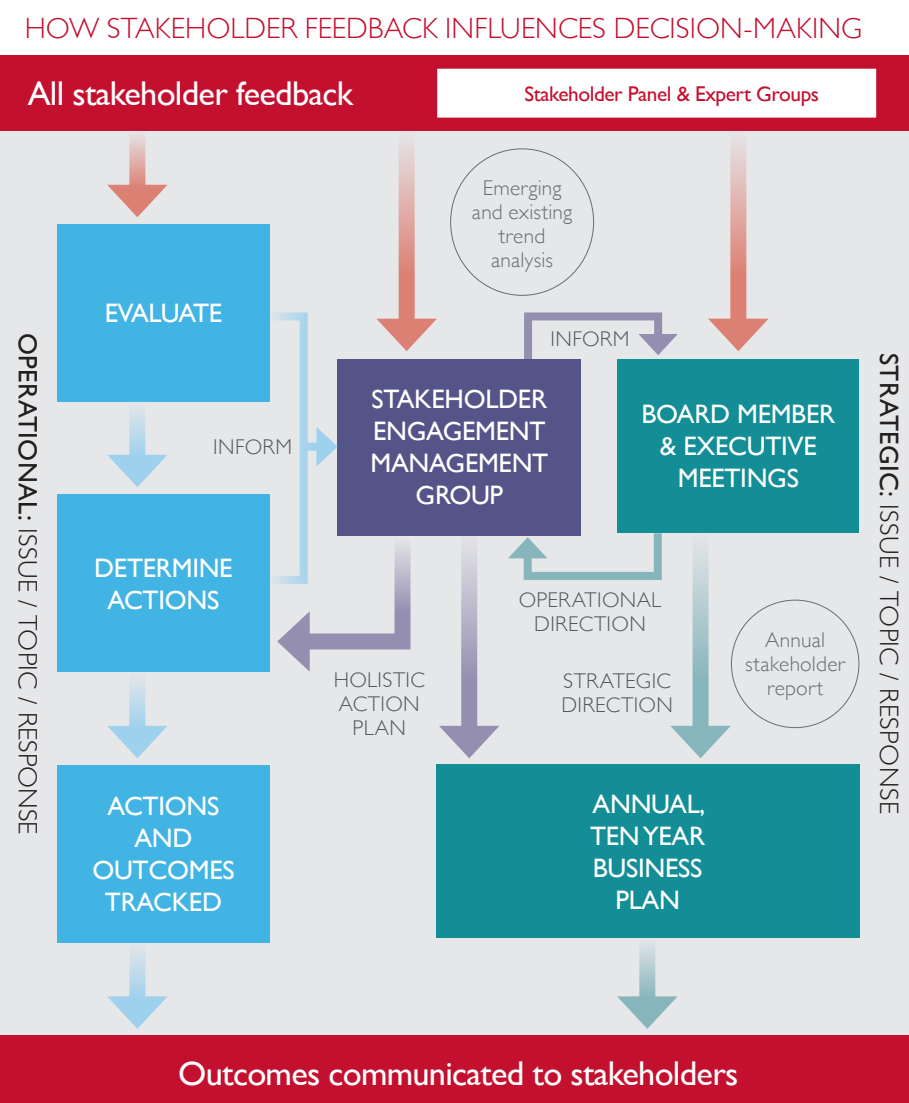 HOW STAKEHOLDER FEEDBACK INFLUENCES DECISION-MAKING
All stakeholder feedback
Stakeholder Panel & Expert Groups
Emerging
and existing
trend
analysis
EVALUATE
INFORM
INFORM
STAKEHOLDER
ENGAGEMENT
MANAGEMENT
GROUP
BOARD MEMBER
& EXECUTIVE
MEETINGS
OPERATIONAL: ISSUE / TOPIC / RESPONSE
STRATEGIC: ISSUE / TOPIC / RESPONSE
DETERMINE
ACTIONS
OPERATIONAL
DIRECTION
HOLISTIC
ACTION
PLAN
STRATEGIC
DIRECTION
Annual
stakeholder
report
ACTIONS
AND
OUTCOMES
TRACKED
ANNUAL,
TEN YEAR
BUSINESS
PLAN
Outcomes communicated to stakeholders